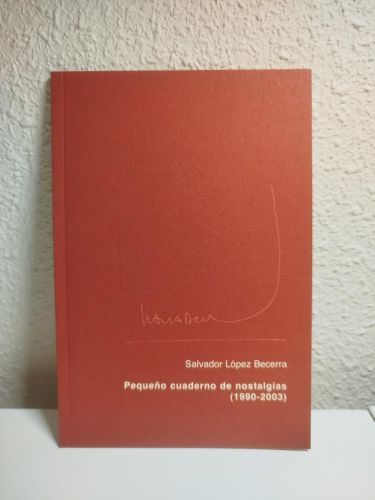 Salvador López Becerra
Pequeño cuaderno de nostalgias
(1990-2003)